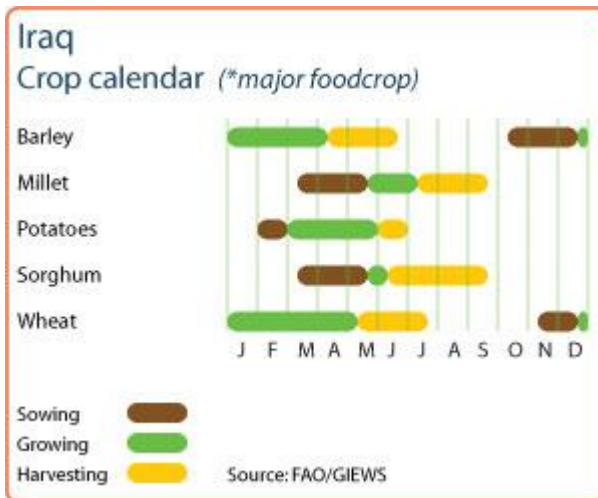 Iraq
Crop calendar (*major foodcrop)
Barley
Millet
Potatoes
Sorghum
Wheat
J F M A M J J A S O N D
Sowing
Growing
Harvesting Source: FAO/GIEWS